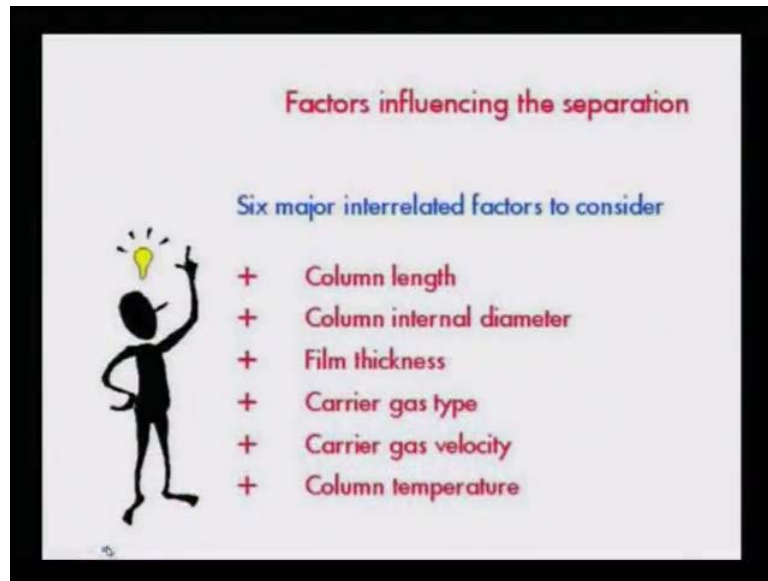 Factors influencing the separation
Six major interrelated factors to consider
+ Column length
+ Column internal diameter
+ Film thickness
+ Carrier gas type
+ Carrier gas velocity
+ Column temperature